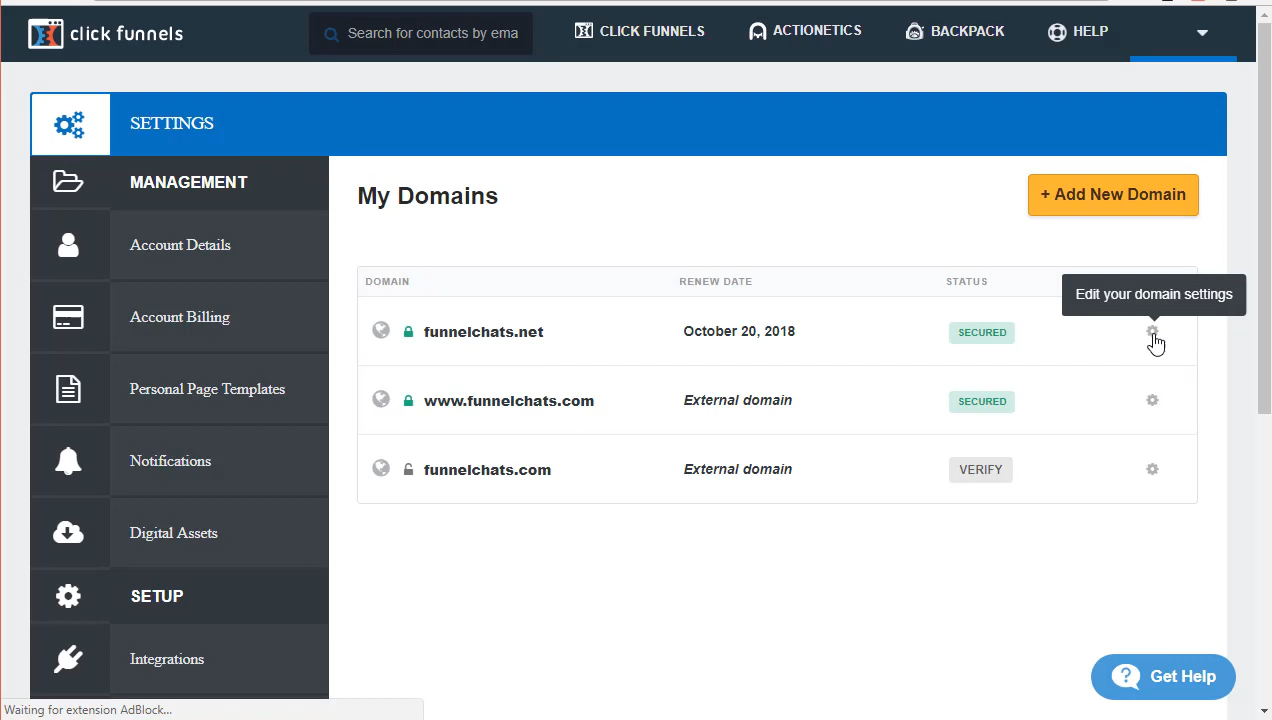 click funnels
Search for contacts by ema
CLICK FUNNELS
ACTIONETICS
BACKPACK
HELP
SETTINGS
MANAGEMENT
Account Details
Account Billing
Personal Page Templates
Notifications
Digital Assets
SETUP
Integrations
My Domains
+ Add New Domain
DOMAIN RENEW DATE STATUS
Edit your domain settings
funnelchats.net October 20, 2018 SECURED
www.funnelchats.com External domain SECURED
funnelchats.com External domain VERIFY
? Get Help
Waiting for extension AdBlock...